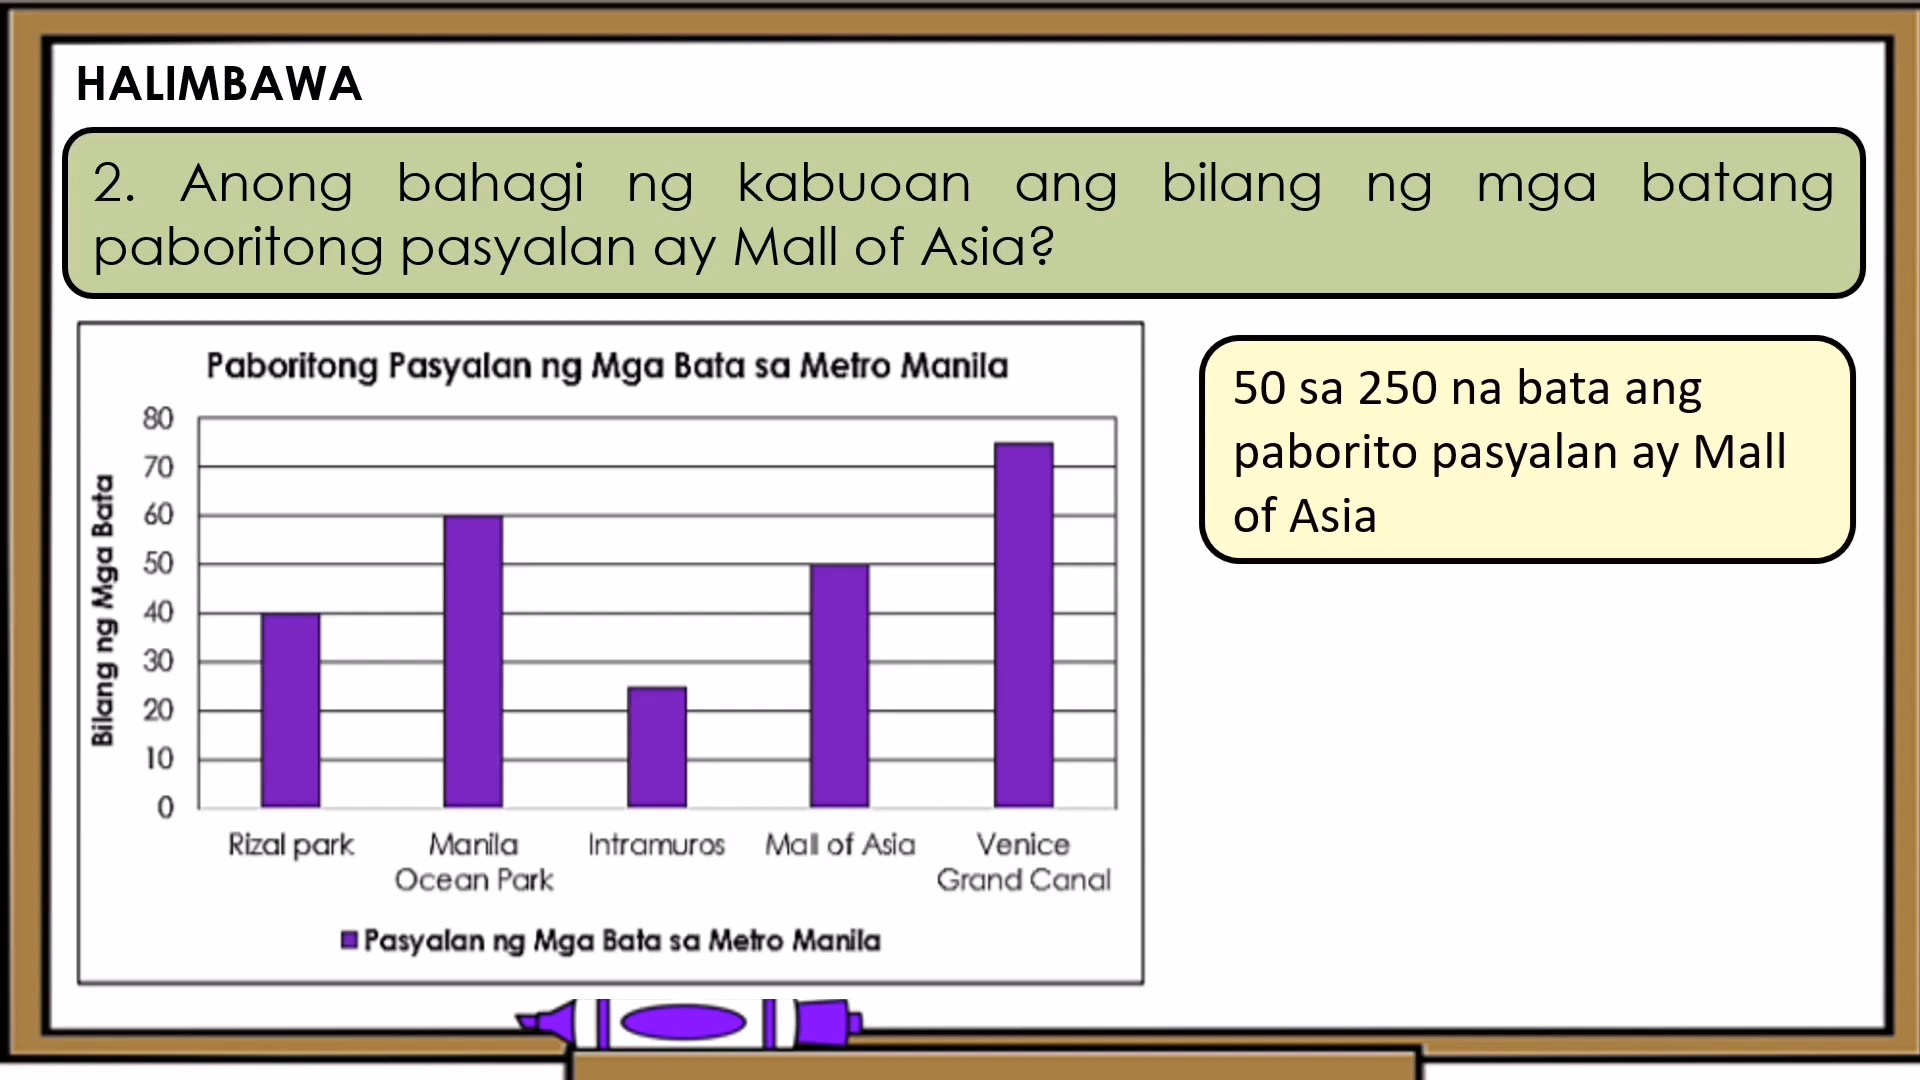 HALIMBAWA
2. Anong bahagi ng kabuoan ang bilang ng mga batang
paboritong pasyalan ay Mall of Asia?
Paboritong Pasyalan ng Mga Bata sa Metro Manila
80
70
60
50
40
30
20
10
0
Bilang ng Mga Bata
Rizal park
Manila
Ocean Park
Intramuros
Mall of Asia
Venice
Grand Canal
Pasyalan ng Mga Bata sa Metro Manila
50 sa 250 na bata ang
paborito pasyalan ay Mall
of Asia